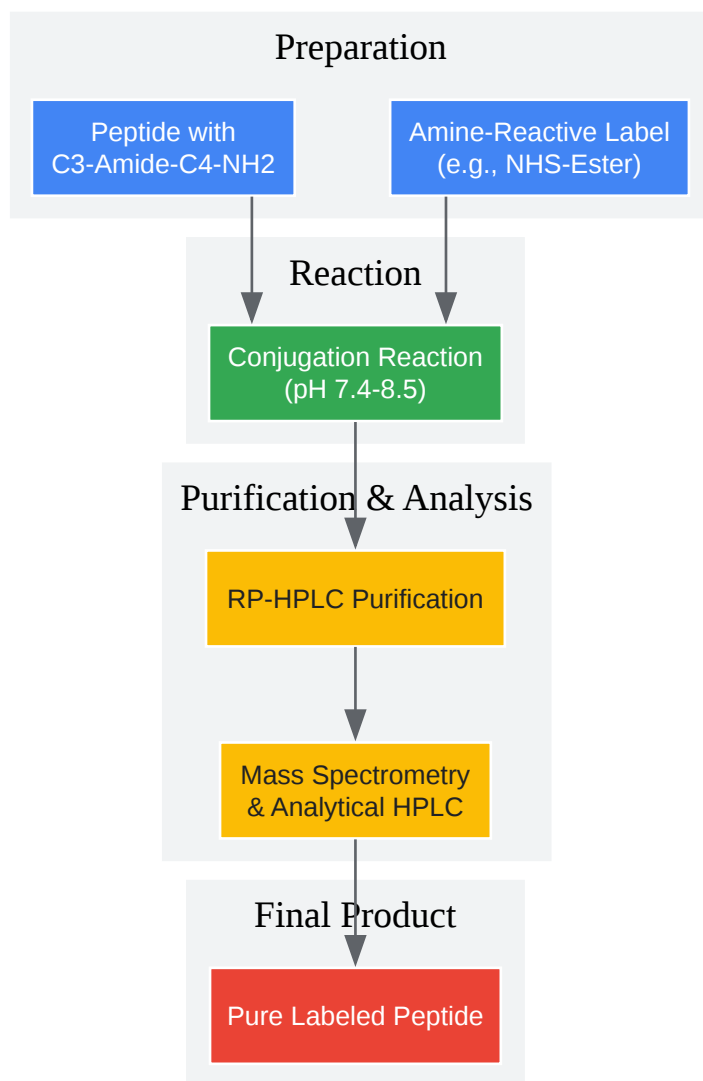 Preparation
Peptide with
C3-Amide-C4-NH2
Amine-Reactive Label
(e.g., NHS-Ester)
Reaction
Conjugation Reaction
(pH 7.4-8.5)
Purification & Analysis
RP-HPLC Purification
Mass Spectrometry
& Analytical HPLC
Final Product
Pure Labeled Peptide